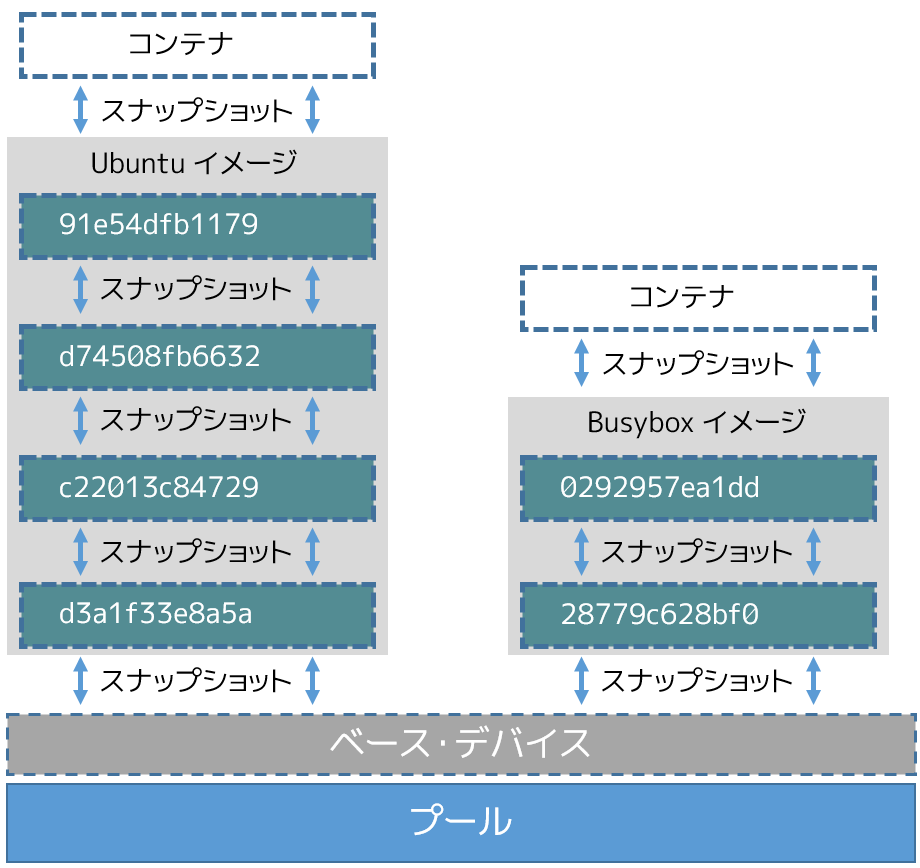 コンテナ
スナップショット
Ubuntu イメージ
91e54dfb1179
スナップショット
d74508fb6632
スナップショット
c22013c84729
スナップショット
d3a1f33e8a5a
スナップショット
コンテナ
スナップショット
Busybox イメージ
0292957ea1dd
スナップショット
28779c628bf0
スナップショット
ベース・デバイス
プール